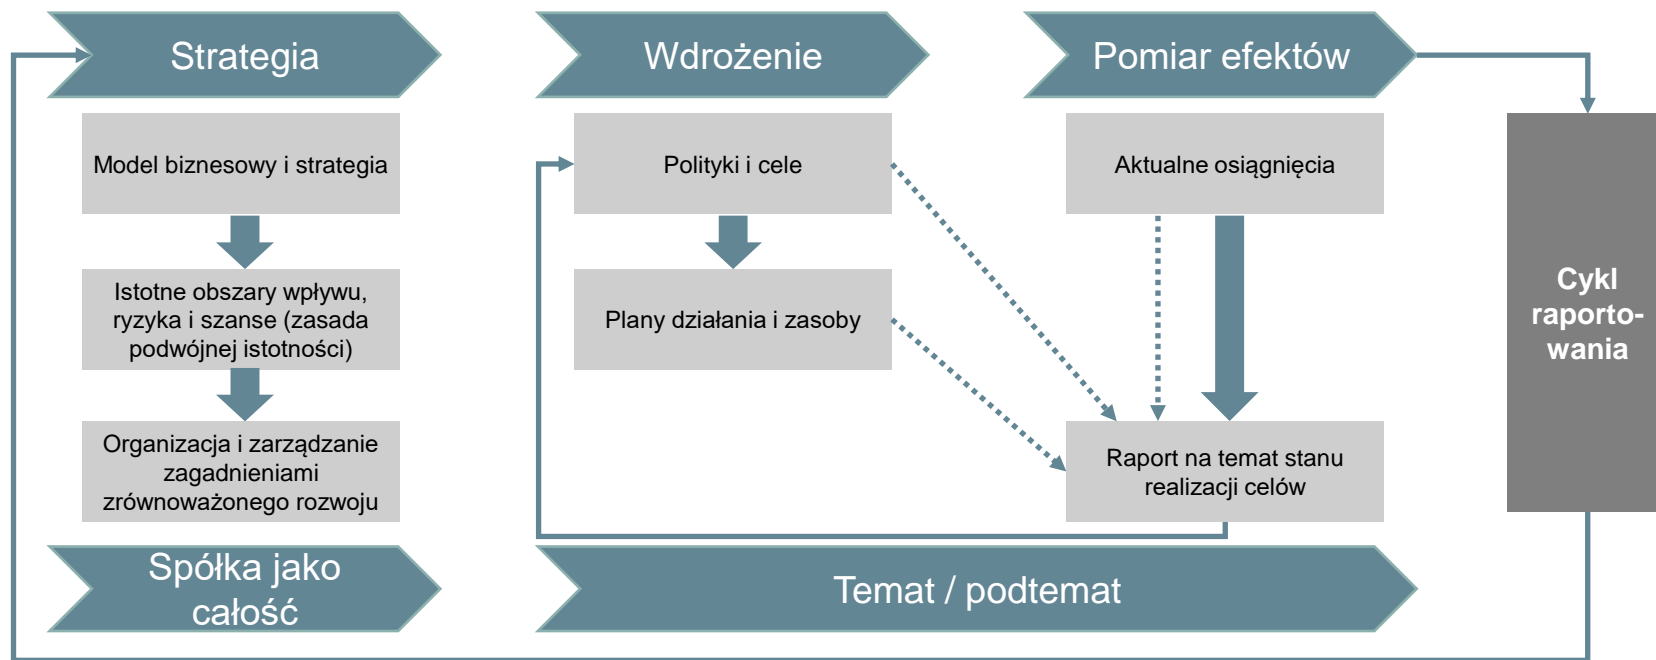 Strategia
Wdrożenie
Pomiar efektów
Model biznesowy i strategia
Polityki i cele
Aktualne osiągnięcia
Istotne obszary wpływu,
ryzyka i szanse (zasada
podwójnej istotności)
Plany działania i zasoby
Cykl
raporto-
wania
Organizacja i zarządzanie
zagadnieniami
zrównoważonego rozwoju
Raport na temat stanu
realizacji celów
Spółka jako
całość
Temat / podtemat